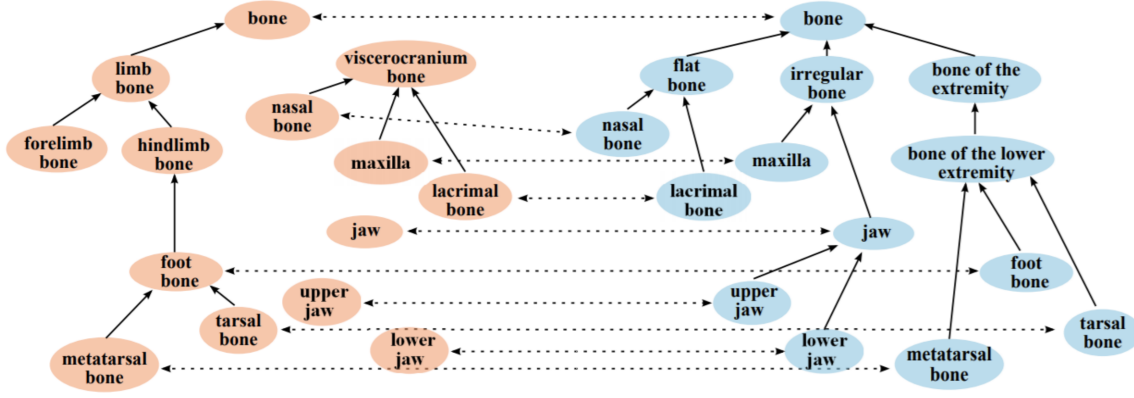 bone
limb
bone
forelimb
bone
hindlimb
bone
foot
bone
metatarsal
bone
tarsal
bone
viscerocranium
bone
nasal
bone
maxilla
lacrimal
bone
jaw
upper
jaw
lower
jaw
bone
flat
bone
nasal
bone
lacrimal
bone
irregular
bone
maxilla
jaw
upper
jaw
lower
jaw
bone of the
extremity
bone of the lower
extremity
foot
bone
metatarsal
bone
tarsal
bone